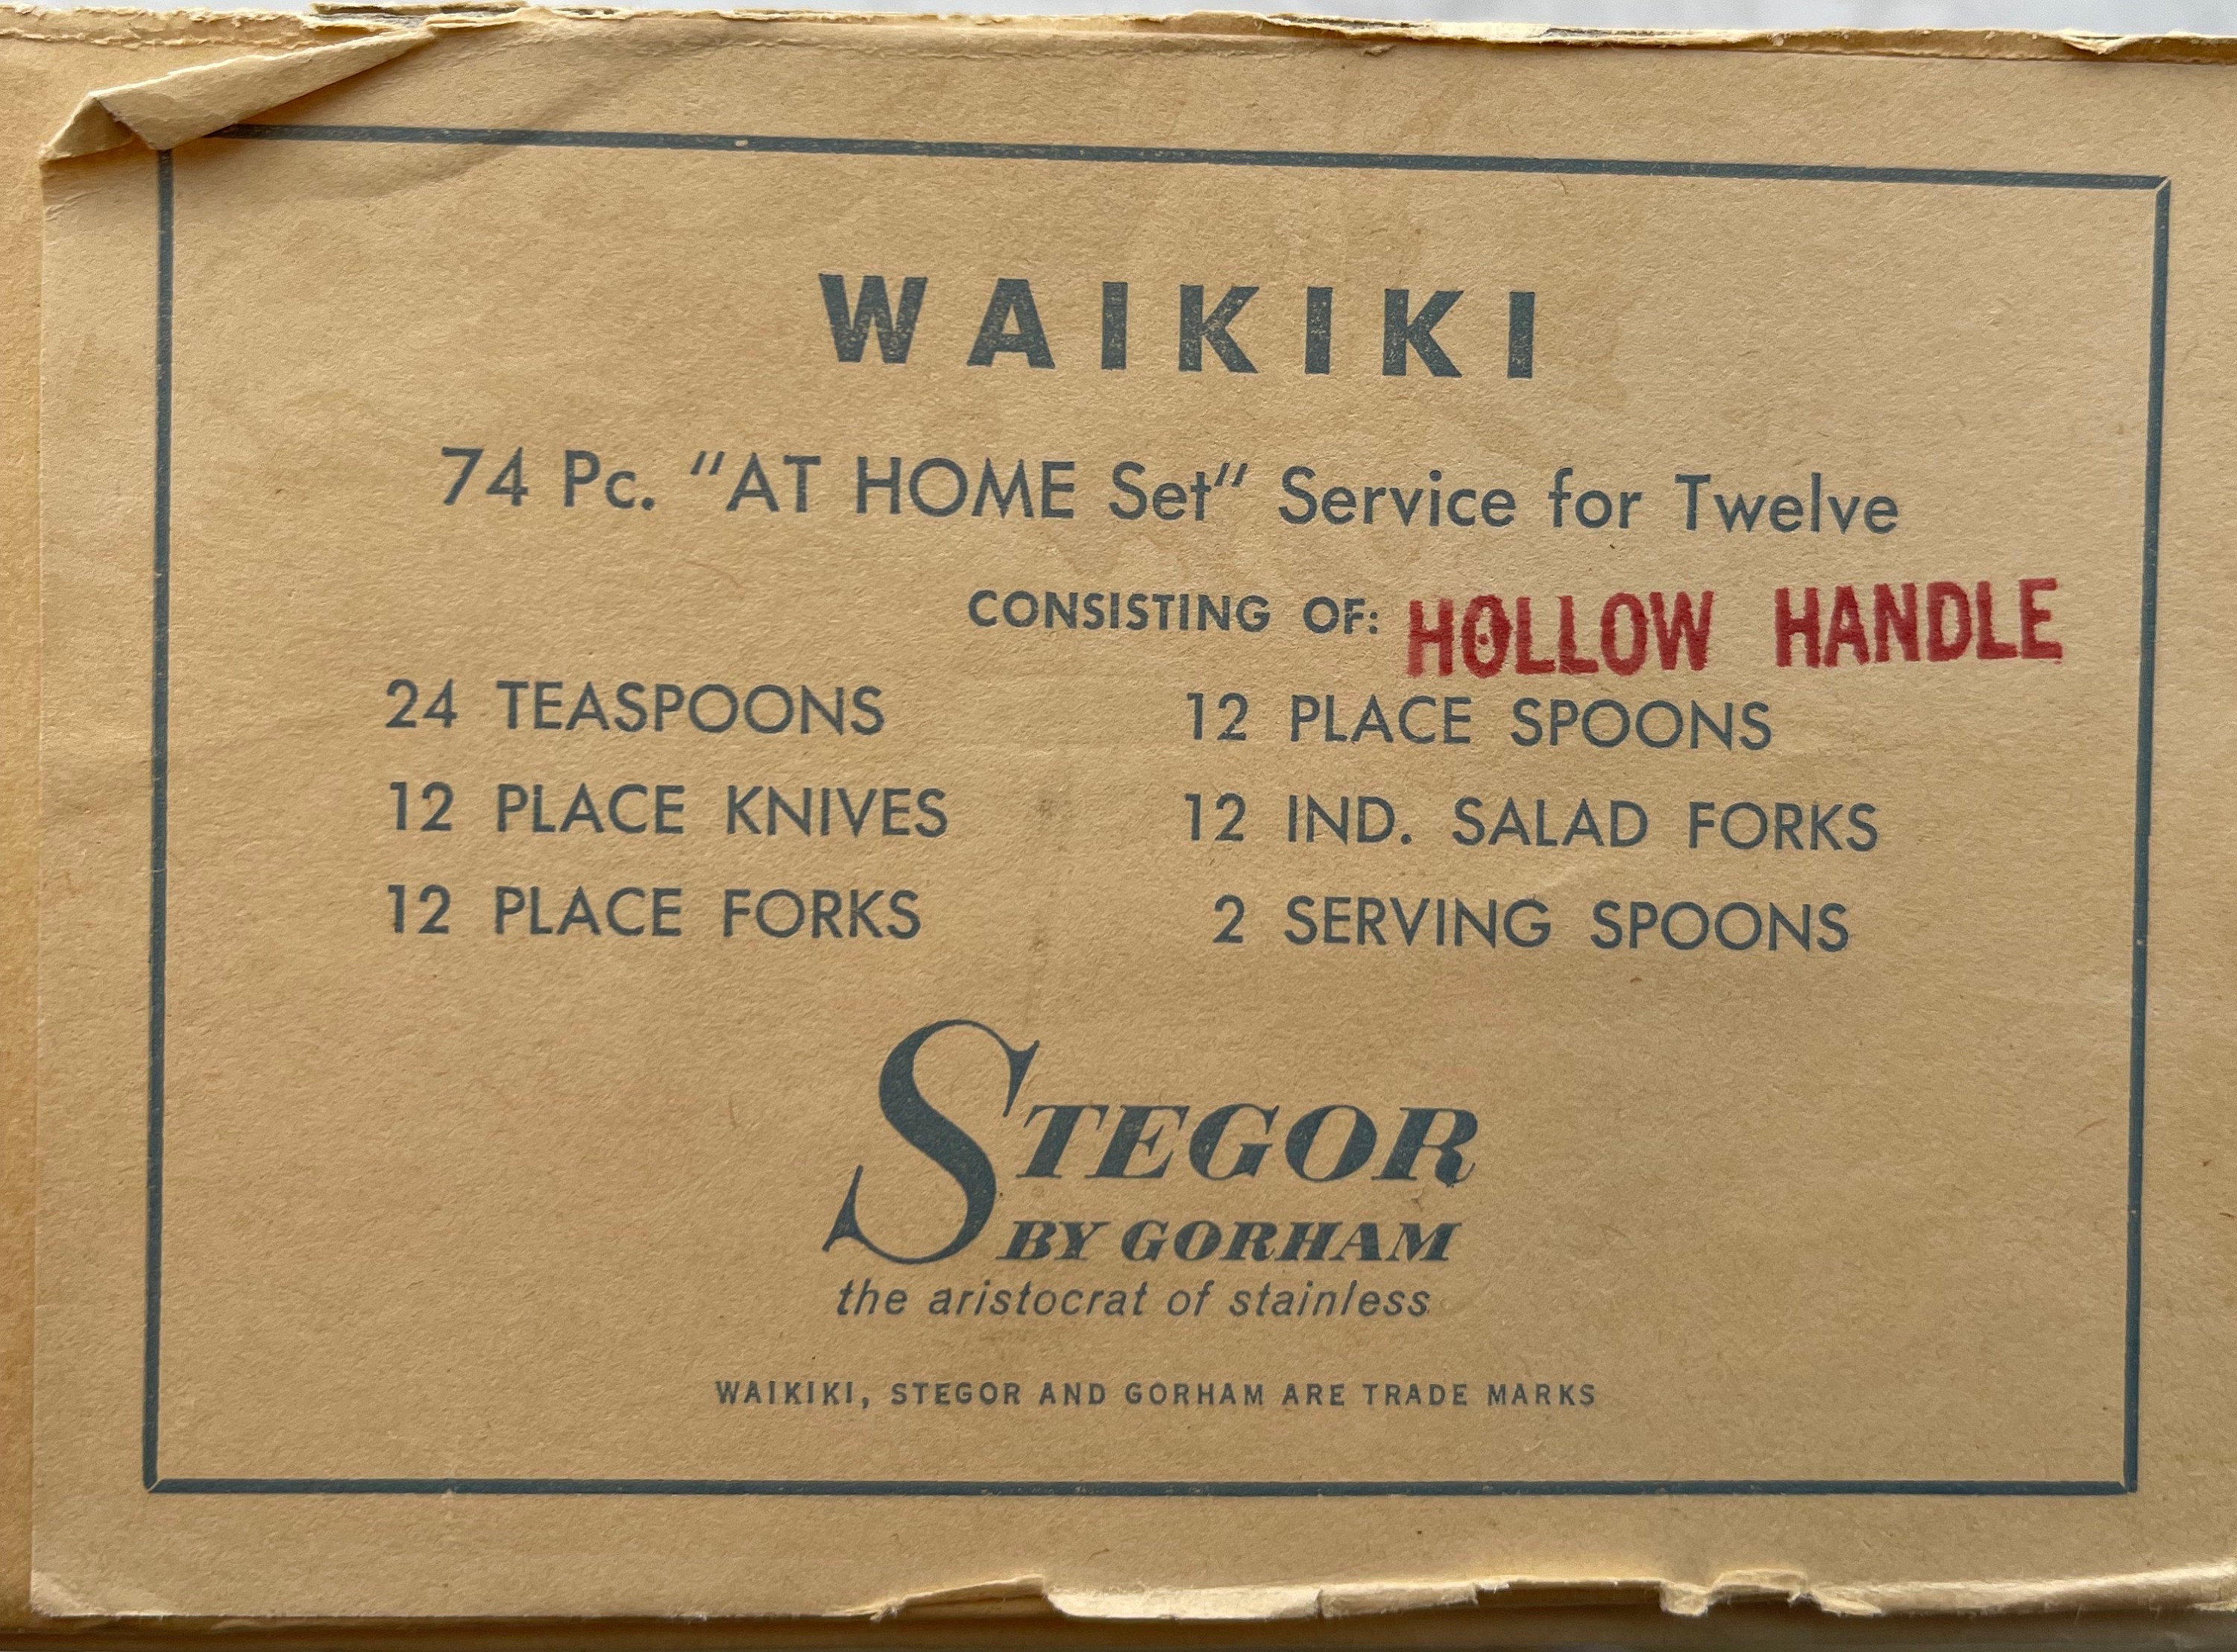 WAIKIKI
74 Pc. "AT HOME Set" Service for Twelve
CONSISTING OF: HOLLOW HANDLE
24 TEASPOONS
12 PLACE KNIVES
12 PLACE FORKS
12 PLACE SPOONS
12 IND. SALAD FORKS
2 SERVING SPOONS
STEGOR
BY GORHAM
the aristocrat of stainless
WAIKIKI, STEGOR AND GORHAM ARE TRADE MARKS